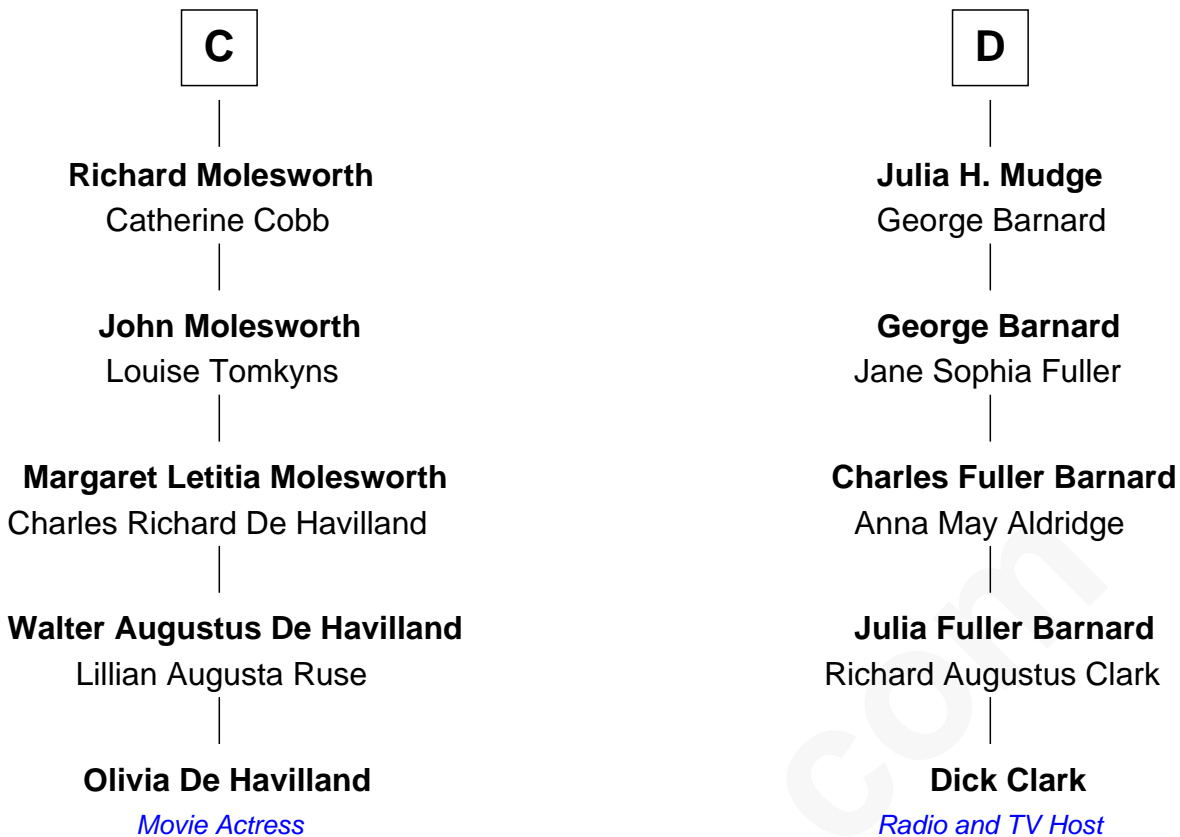 C
Richard Molesworth
Catherine Cobb
John Molesworth
Louise Tomkyns
Margaret Letitia Molesworth
Charles Richard De Havilland
Walter Augustus De Havilland
Lillian Augusta Ruse
Olivia De Havilland
Movie Actress
D
Julia H. Mudge
George Barnard
George Barnard
Jane Sophia Fuller
Charles Fuller Barnard
Anna May Aldridge
Julia Fuller Barnard
Richard Augustus Clark
Dick Clark
Radio and TV Host
com